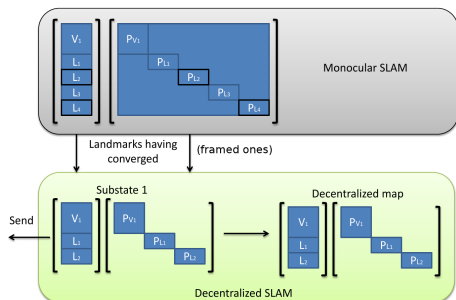 V1
PV1
L1
PL1
L2
PL2
L3
PL3
L4
PL4
Monocular SLAM
Landmarks having
converged
(framed ones)
Substate 1
Decentralized map
Send
V1
PV1
L1
PL1
L2
PL2
V1
PV1
L1
PL1
L2
PL2
Decentralized SLAM